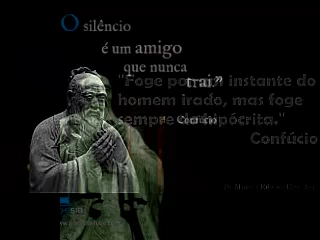 O silêncio
é um amigo
que nunca
trai.”
Confúcio
"Foge por um instante do
homem irado, mas foge
sempre do hipócrita."
Confúcio